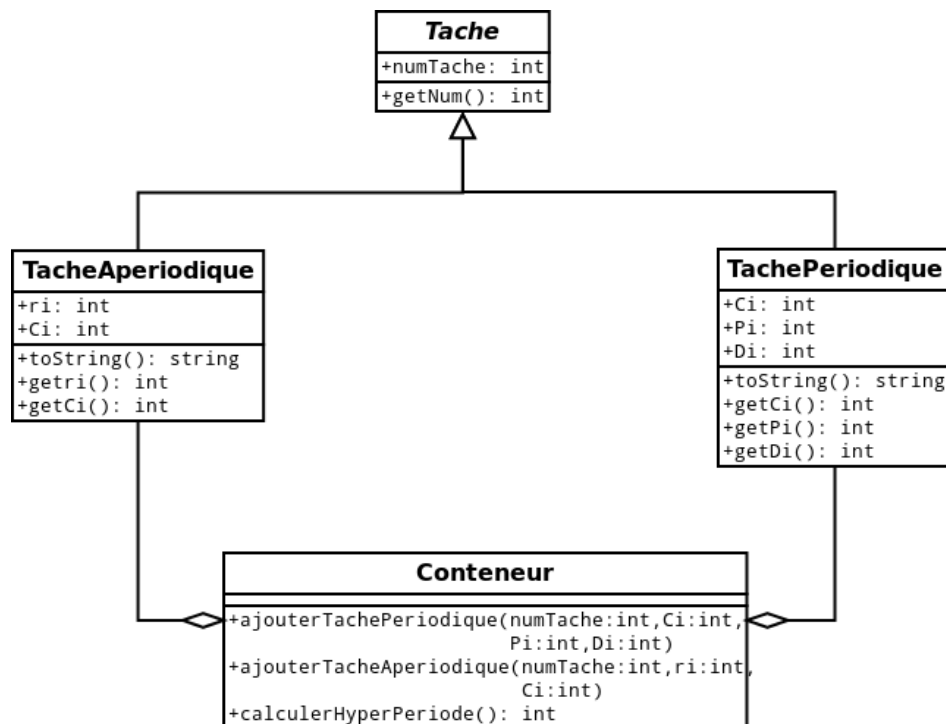 Tache
+numTache: int
+getNum(): int
TacheAperiodique
+ri: int
+Ci: int
+toString(): string
+getri(): int
+getCi(): int
TachePeriodique
+Ci: int
+Pi: int
+Di: int
+toString(): string
+getCi(): int
+getPi(): int
+getDi(): int
Conteneur
+ajouterTachePeriodique(numTache:int,Ci:int,
Pi:int,Di:int)
+ajouterTacheAperiodique(numTache:int,ri:int,
Ci:int)
+calculerHyperPeriode(): int